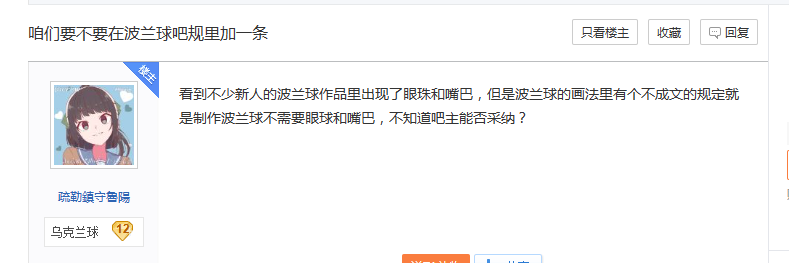 咱们要不要在波兰球吧规里加一条
只看楼主
收藏
回复
楼主
看到不少新人的波兰球作品里出现了眼珠和嘴巴，但是波兰球的画法里有个不成文的规定就
是制作波兰球不需要眼球和嘴巴，不知道吧主能否采纳？
疏勒鎮守魯陽
乌克兰球
12